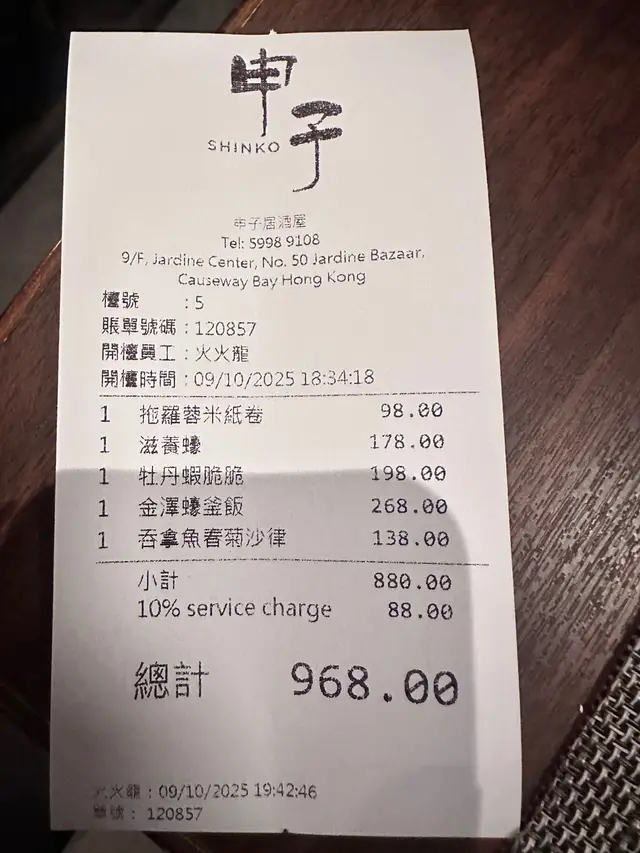 申子
SHINKO
申子居酒屋
Tel: 5998 9108
9/F, Jardine Center, No. 50 Jardine Bazaar,
Causeway Bay Hong Kong
檯號 : 5
賬單號碼 : 120857
開檯員工 : 火火龍
開檯時間 : 09/10/2025 18:34:18
1 拖羅蓉米紙卷 98.00
1 滋養蠔 178.00
1 牡丹蝦脆脆 198.00
1 金澤蠔釜飯 268.00
1 吞拿魚春菊沙律 138.00
小計 880.00
10% service charge 88.00
總計 968.00
火火龍 : 09/10/2025 19:42:46
單號 : 120857